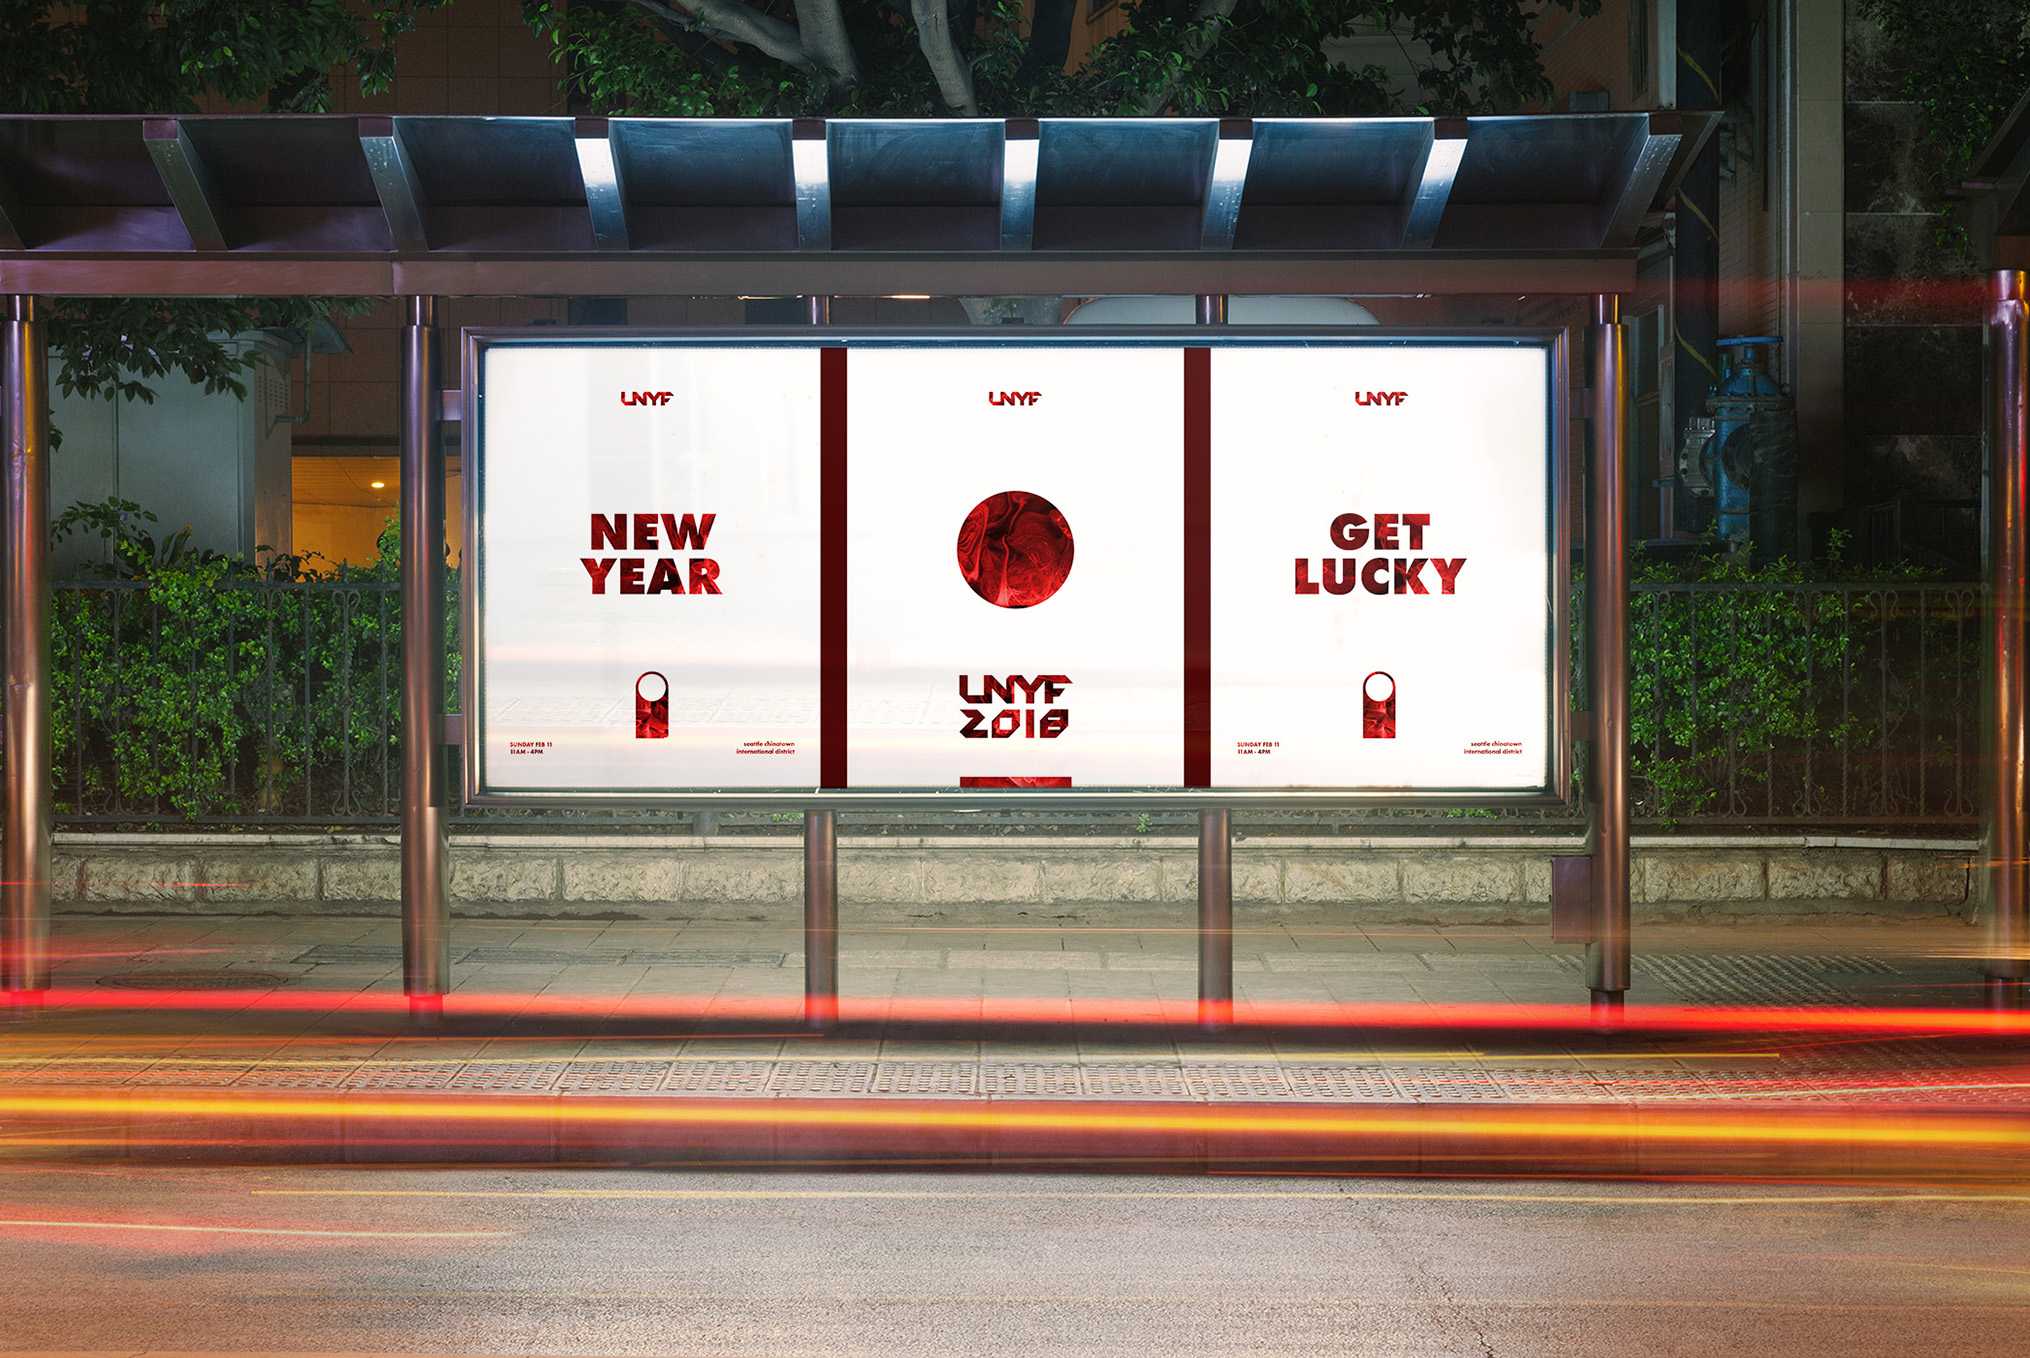 LNYF
NEW
YEAR
SUNDAY FEB 11
11AM - 4PM
seattle chinatown
international district
LNYF
LNYF
2018
LNYF
GET
LUCKY
SUNDAY FEB 11
11AM - 4PM
seattle chinatown
international district